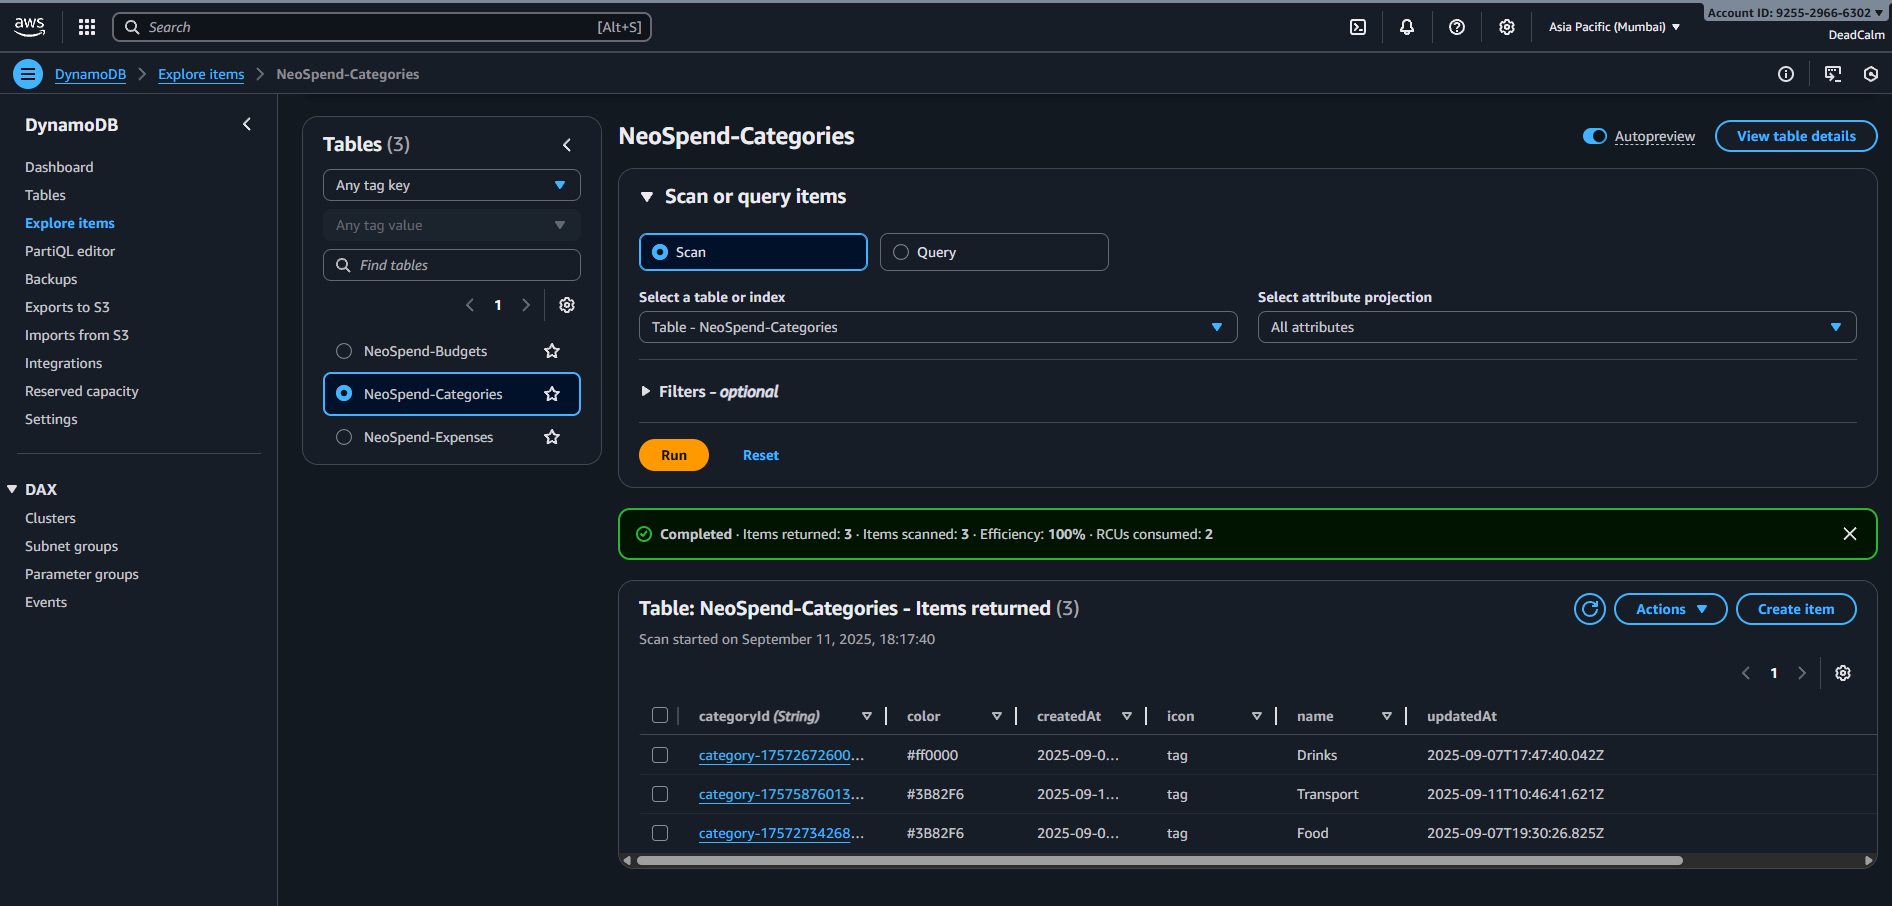 aws
Search [Alt+S]
Asia Pacific (Mumbai)
Account ID: 9255-2966-6302
DeadCalm
DynamoDB
Explore items
NeoSpend-Categories
DynamoDB
Dashboard
Tables
Explore items
PartiQL editor
Backups
Exports to S3
Imports from S3
Integrations
Reserved capacity
Settings
DAX
Clusters
Subnet groups
Parameter groups
Events
Tables (3)
Any tag key
Any tag value
Find tables
1
NeoSpend-Budgets
NeoSpend-Categories
NeoSpend-Expenses
NeoSpend-Categories
Autopreview
View table details
Scan or query items
Scan
Query
Select a table or index
Table - NeoSpend-Categories
Select attribute projection
All attributes
Filters - optional
Run
Reset
Completed · Items returned: 3 · Items scanned: 3 · Efficiency: 100% · RCUs consumed: 2
Table: NeoSpend-Categories - Items returned (3)
Scan started on September 11, 2025, 18:17:40
Actions
Create item
1
categoryId (String) color createdAt icon name updatedAt
category-17572672600... #ff0000 2025-09-0... tag Drinks 2025-09-07T17:47:40.042Z
category-17575876013... #3B82F6 2025-09-1... tag Transport 2025-09-11T10:46:41.621Z
category-17572734268... #3B82F6 2025-09-0... tag Food 2025-09-07T19:30:26.825Z